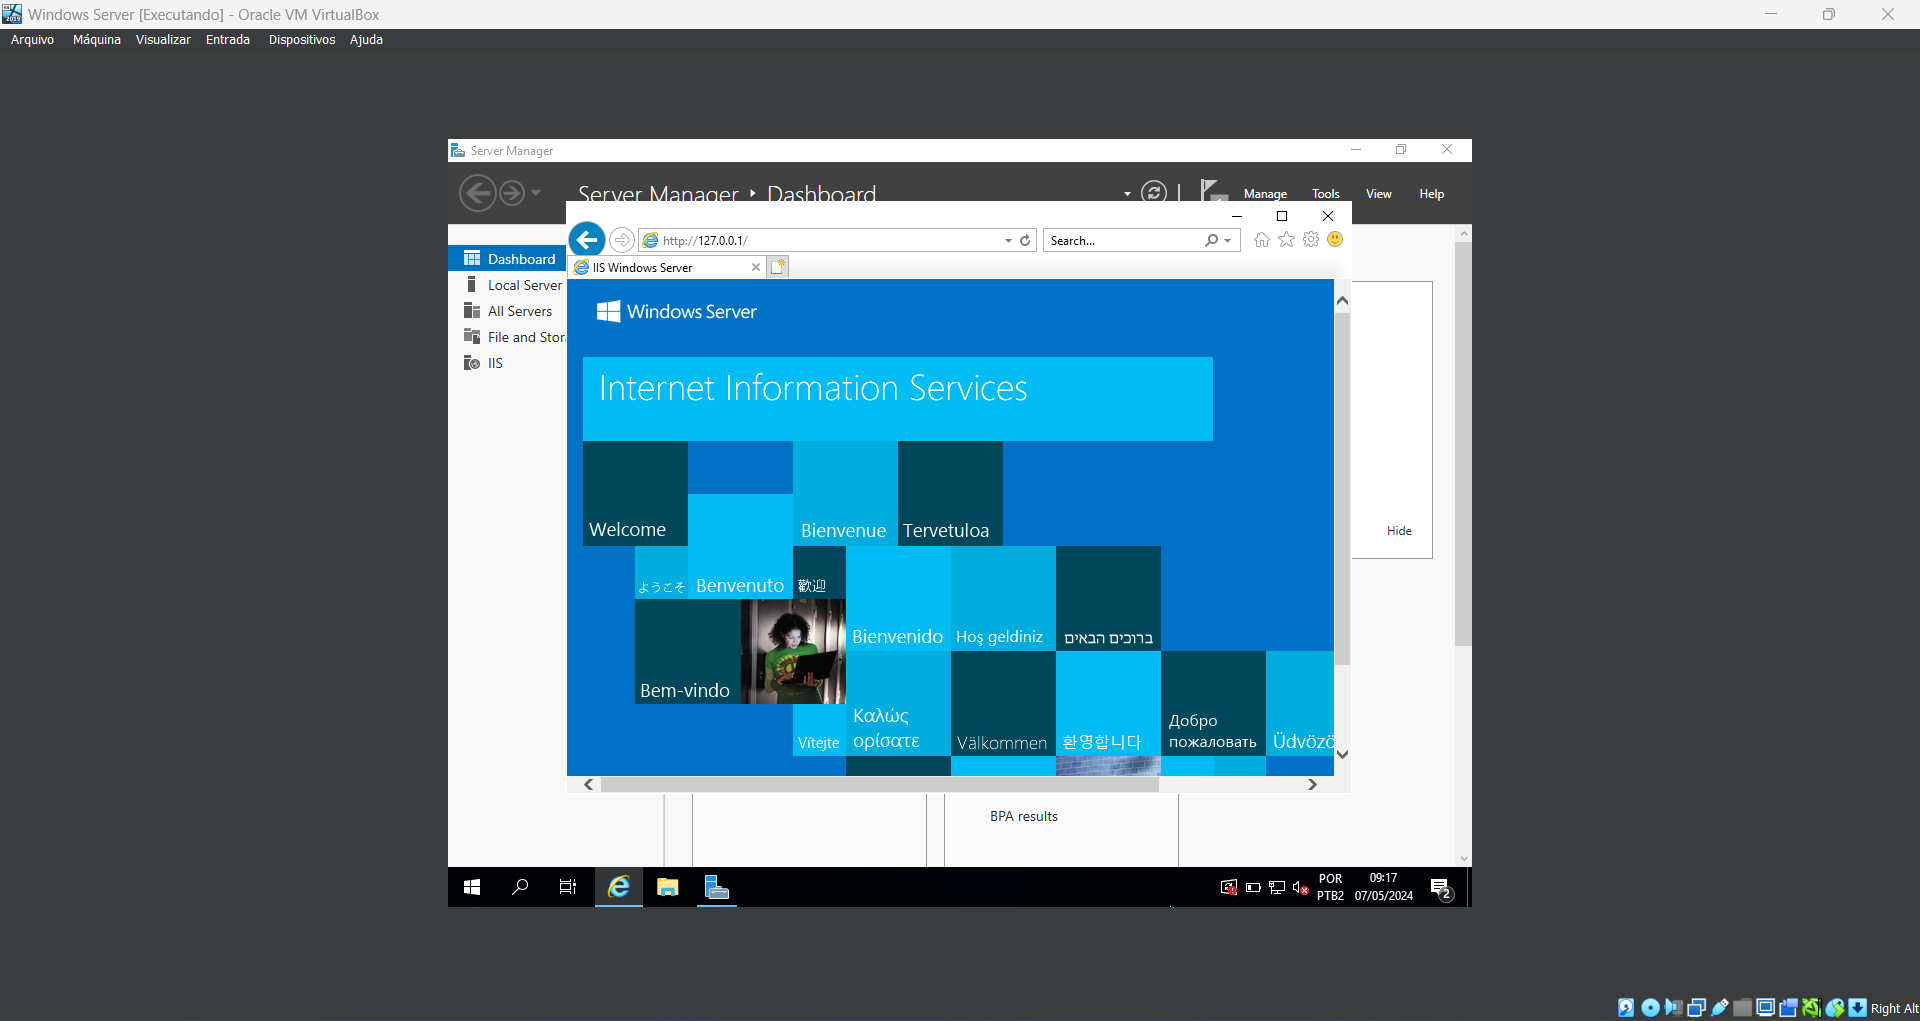 Windows Server [Executando] - Oracle VM VirtualBox
Arquivo Máquina Visualizar Entrada Dispositivos Ajuda
Server Manager
Server Manager Dashboard
Manage Tools View Help
http://127.0.0.1/
Search...
IIS Windows Server
Dashboard
Local Server
All Servers
File and Stor
IIS
Windows Server
Internet Information Services
Welcome
Bienvenue
Tervetuloa
ようこそ
Benvenuto
歡迎
Bienvenido
Hoş geldiniz
ברוכים הבאים
Hide
Bem-vindo
Vítejte
Καλώς
ορίσατε
Välkommen
환영합니다
Добро
пожаловать
Üdvözö
BPA results
POR
PTB2
09:17
07/05/2024
2
Right Alt